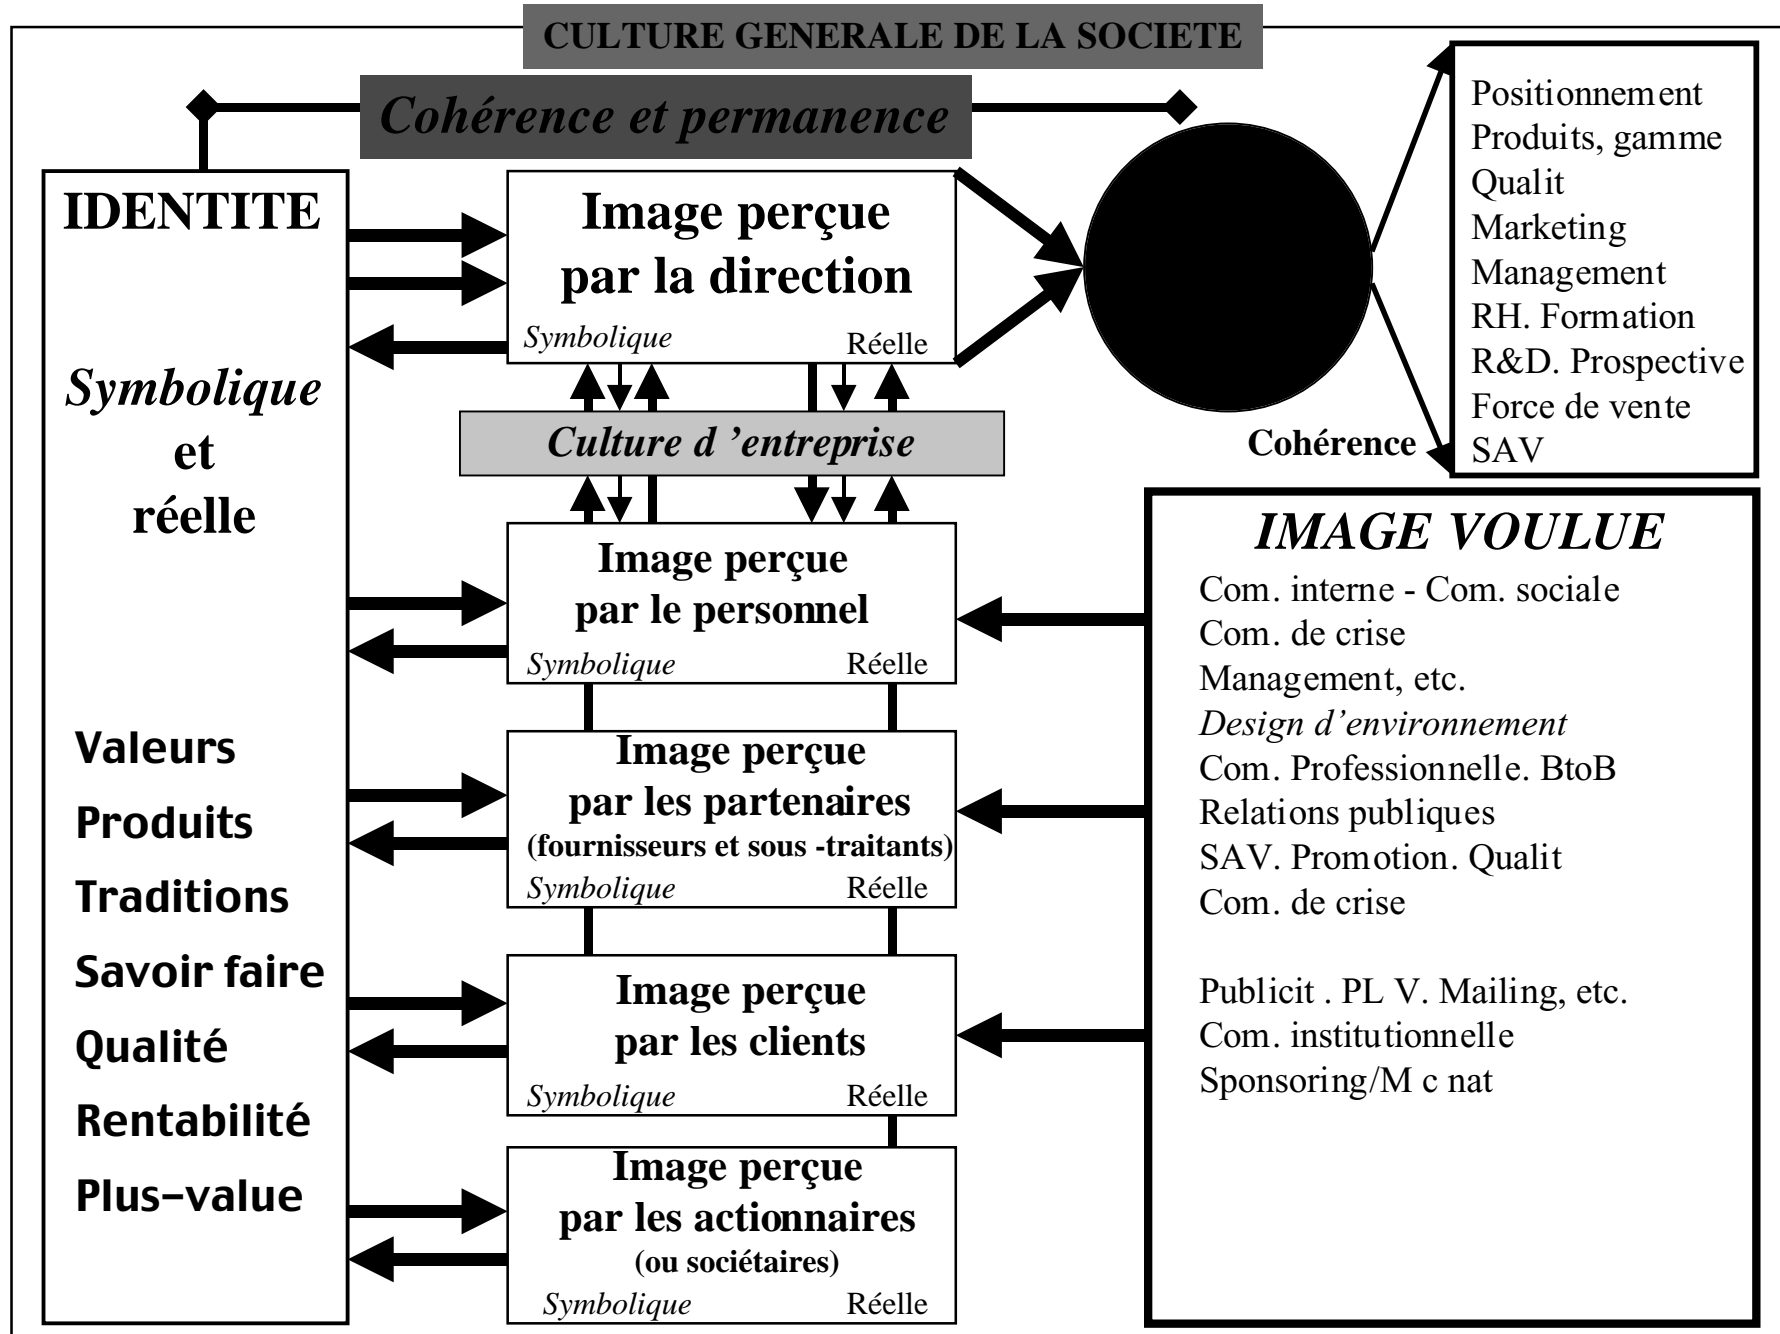 CULTURE GENERALE DE LA SOCIETE
Cohérence et permanence
IDENTITE
Symbolique
et
réelle
Valeurs
Produits
Traditions
Savoir faire
Qualité
Rentabilité
Plus-value
Image perçue
par la direction
Symbolique Réelle
Culture d ’entreprise
Image perçue
par le personnel
Symbolique Réelle
Image perçue
par les partenaires
(fournisseurs et sous -traitants)
Symbolique Réelle
Image perçue
par les clients
Symbolique Réelle
Image perçue
par les actionnaires
(ou sociétaires)
Symbolique Réelle
Positionnement
Produits, gamme
Qualit
Marketing
Management
RH. Formation
R&D. Prospective
Force de vente
SAV
Cohérence
IMAGE VOULUE
Com. interne - Com. sociale
Com. de crise
Management, etc.
Design d’environnement
Com. Professionnelle. BtoB
Relations publiques
SAV. Promotion. Qualit
Com. de crise
Publicit . PL V. Mailing, etc.
Com. institutionnelle
Sponsoring/M c nat